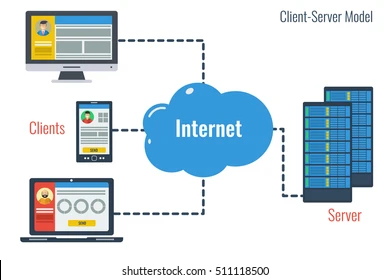 Client-Server Model
Clients
Internet
Server
shutterstock.com · 511118500